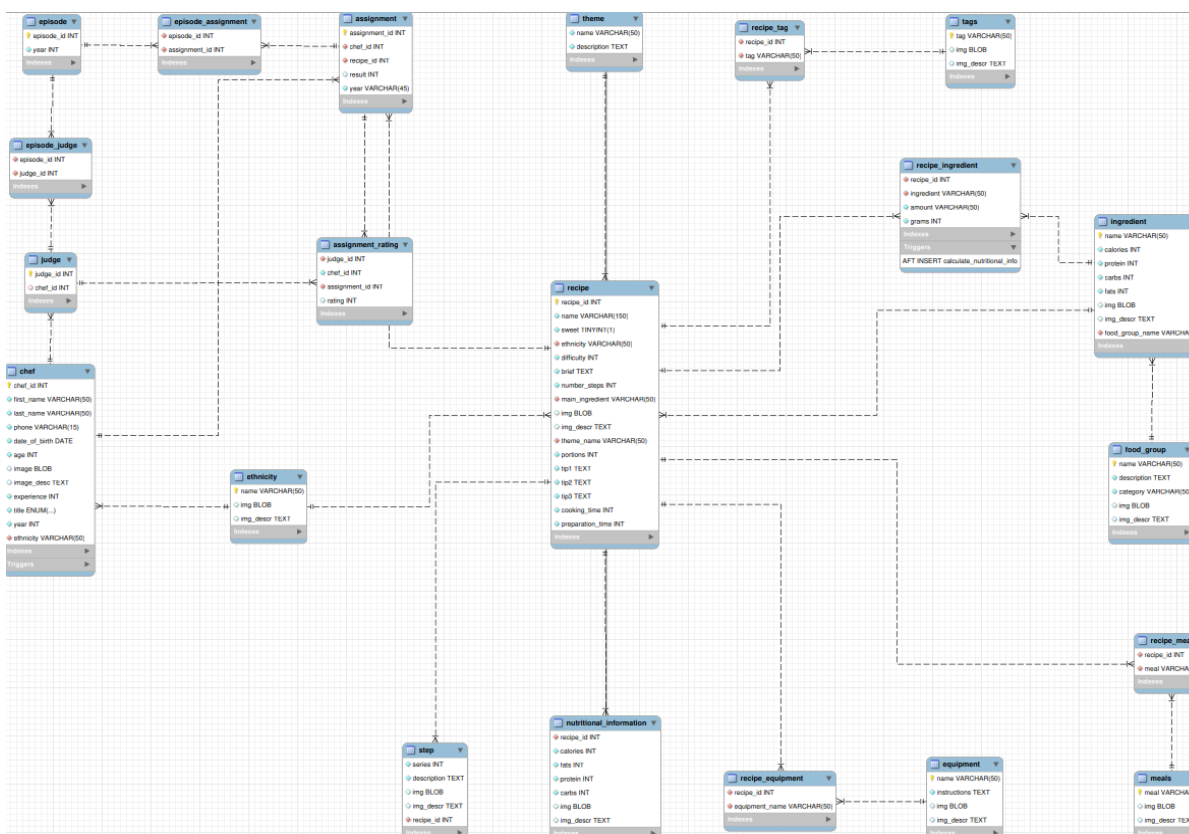 episode
episode_id INT
year INT
Indexes
episode_assignment
episode_id INT
assignment_id INT
Indexes
assignment
assignment_id INT
chef_id INT
recipe_id INT
result INT
year VARCHAR(45)
Indexes
theme
name VARCHAR(50)
description TEXT
Indexes
recipe_tag
recipe_id INT
tag VARCHAR(50)
Indexes
tags
tag VARCHAR(50)
img BLOB
img_descr TEXT
Indexes
episode_judge
episode_id INT
judge_id INT
Indexes
recipe_ingredient
recipe_id INT
ingredient VARCHAR(50)
amount VARCHAR(50)
grams INT
Indexes
Triggers
AFT INSERT calculate_nutritional_info
ingredient
name VARCHAR(50)
calories INT
protein INT
carbs INT
fats INT
img BLOB
img_descr TEXT
food_group_name VARCHAR
Indexes
judge
judge_id INT
chef_id INT
Indexes
assignment_rating
judge_id INT
chef_id INT
assignment_id INT
rating INT
Indexes
recipe
recipe_id INT
name VARCHAR(150)
sweet TINYINT1(1)
ethnicity VARCHAR(50)
difficulty INT
brief TEXT
number_steps INT
main_ingredient VARCHAR(50)
img BLOB
img_descr TEXT
theme_name VARCHAR(50)
portions INT
tip1 TEXT
tip2 TEXT
tip3 TEXT
cooking_time INT
preparation_time INT
Indexes
chef
chef_id INT
first_name VARCHAR(50)
last_name VARCHAR(50)
phone VARCHAR(15)
date_of_birth DATE
age INT
image BLOB
image_desc TEXT
experience INT
title ENUM(...)
year INT
ethnicity VARCHAR(50)
Indexes
Triggers
ethnicity
name VARCHAR(50)
img BLOB
img_descr TEXT
Indexes
food_group
name VARCHAR(50)
description TEXT
category VARCHAR(50)
img BLOB
img_descr TEXT
Indexes
recipe_mea
recipe_id INT
meal VARCHA
Indexes
step
series INT
description TEXT
img BLOB
img_descr TEXT
recipe_id INT
nutritional_information
recipe_id INT
calories INT
fats INT
protein INT
carbs INT
img BLOB
img_descr TEXT
recipe_equipment
recipe_id INT
equipment_name VARCHAR(50)
Indexes
equipment
name VARCHAR(50)
instructions TEXT
img BLOB
img_descr TEXT
meals
meal VARCHA
img BLOB
img_descr TEX